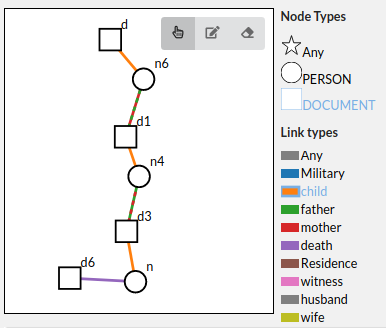 d
n6
d1
n4
d3
d6
n
Node Types
Any
PERSON
DOCUMENT
Link types
Any
Military
child
father
mother
death
Residence
witness
husband
wife